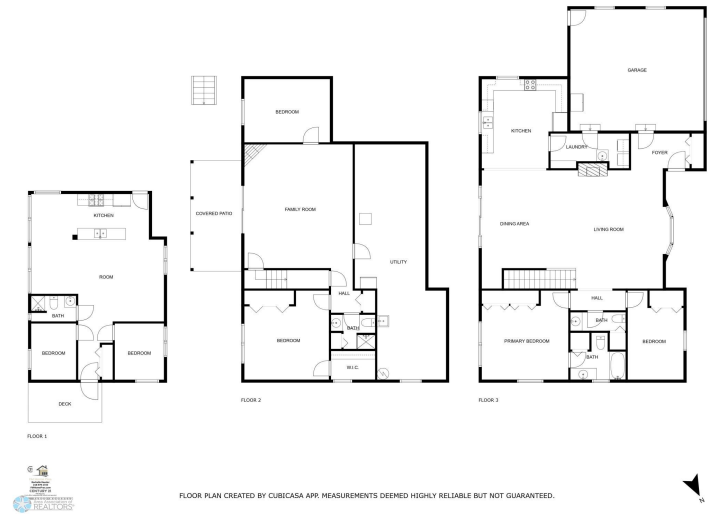 GARAGE
BEDROOM
KITCHEN
LAUNDRY
FOYER
COVERED PATIO
FAMILY ROOM
KITCHEN
DINING AREA
LIVING ROOM
UTILITY
ROOM
HALL
HALL
BATH
BATH
BATH
BEDROOM
BEDROOM
BEDROOM
PRIMARY BEDROOM
BEDROOM
BATH
W.I.C.
DECK
FLOOR 2
FLOOR 3
FLOOR 1
CENTURY 21
REALTORS®
FLOOR PLAN CREATED BY CUBICASA APP. MEASUREMENTS DEEMED HIGHLY RELIABLE BUT NOT GUARANTEED.
N